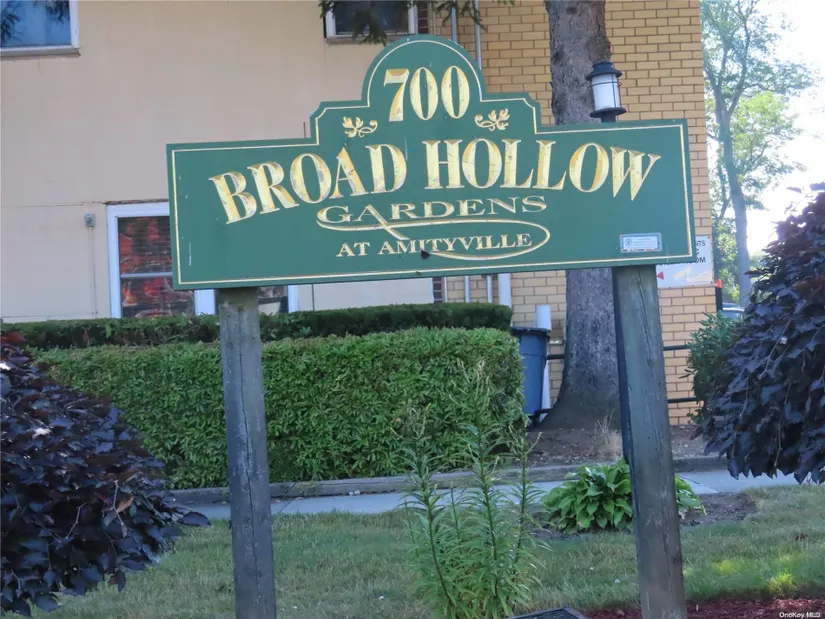 700
BROAD HOLLOW
GARDENS
AT AMITYVILLE
OneKey MLS